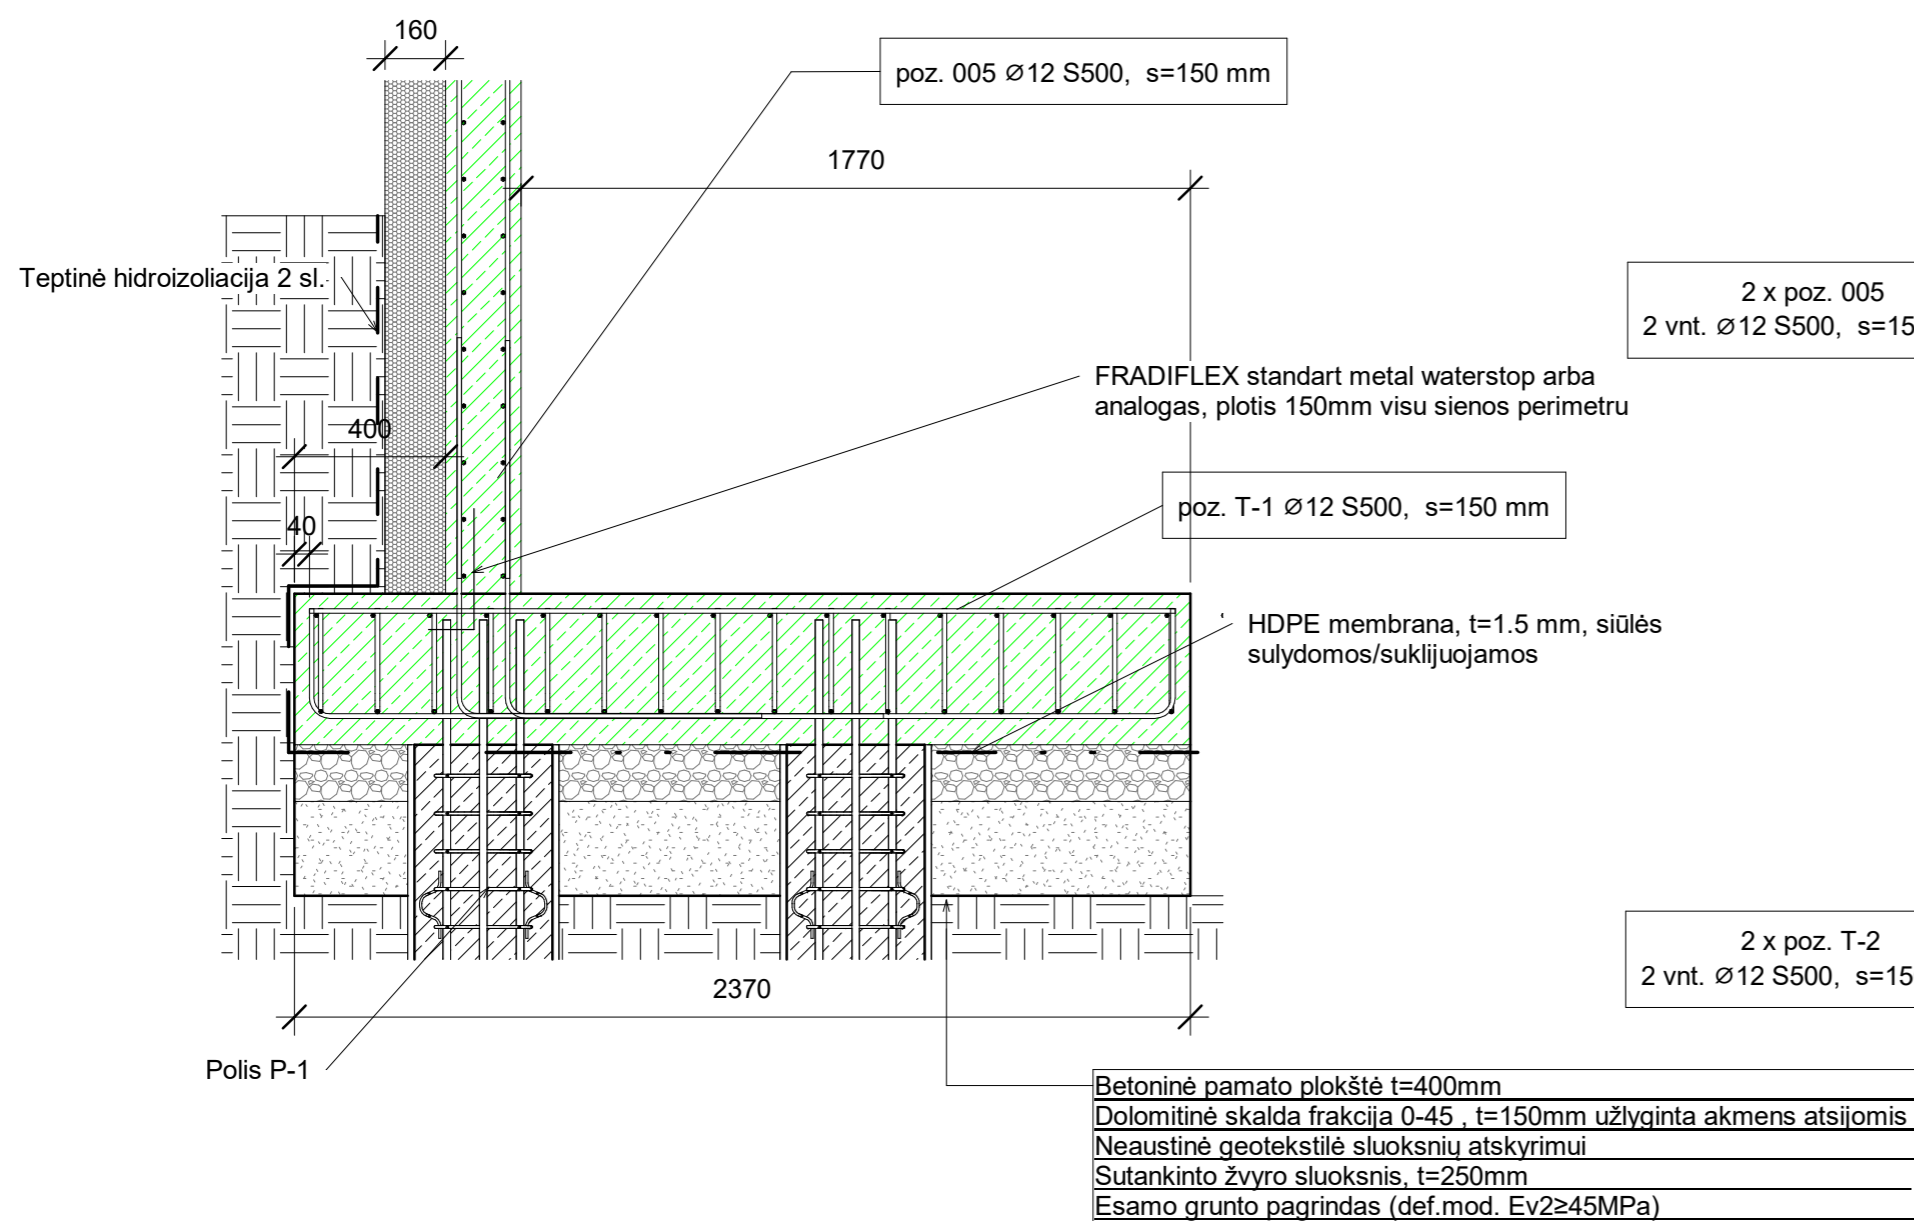 160
poz. 005 ∅12 S500, s=150 mm
1770
Teptinė hidroizoliacija 2 sl.
2 x poz. 005
2 vnt. ∅12 S500, s=15
FRADIFLEX standart metal waterstop arba
analogas, plotis 150mm visu sienos perimetru
400
poz. T-1 ∅12 S500, s=150 mm
40
HDPE membrana, t=1.5 mm, siūlės
sulydomos/suklijuojamos
2 x poz. T-2
2 vnt. ∅12 S500, s=15
2370
Polis P-1
Betoninė pamato plokštė t=400mm
Dolomitinė skalda frakcija 0-45 , t=150mm užlyginta akmens atsijomis
Neaustinė geotekstilė sluoksnių atskyrimui
Sutankinto žvyro sluoksnis, t=250mm
Esamo grunto pagrindas (def.mod. Ev2≥45MPa)